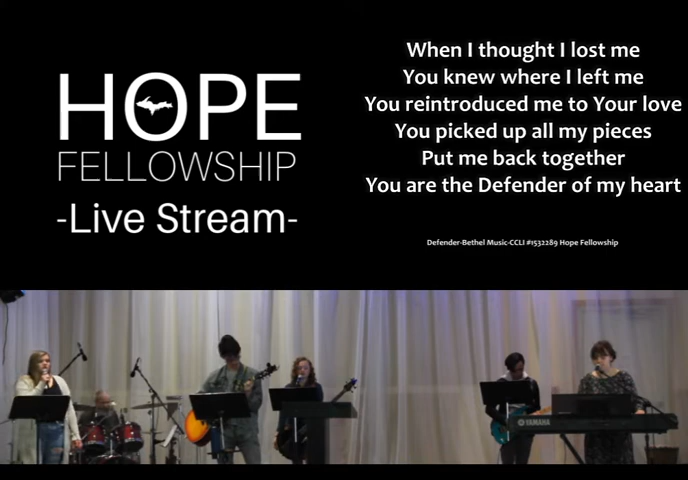 HOPE
FELLOWSHIP
-Live Stream-
When I thought I lost me
You knew where I left me
You reintroduced me to Your love
You picked up all my pieces
Put me back together
You are the Defender of my heart
Defender-Bethel Music-CCLI #1532289 Hope Fellowship
YAMAHA